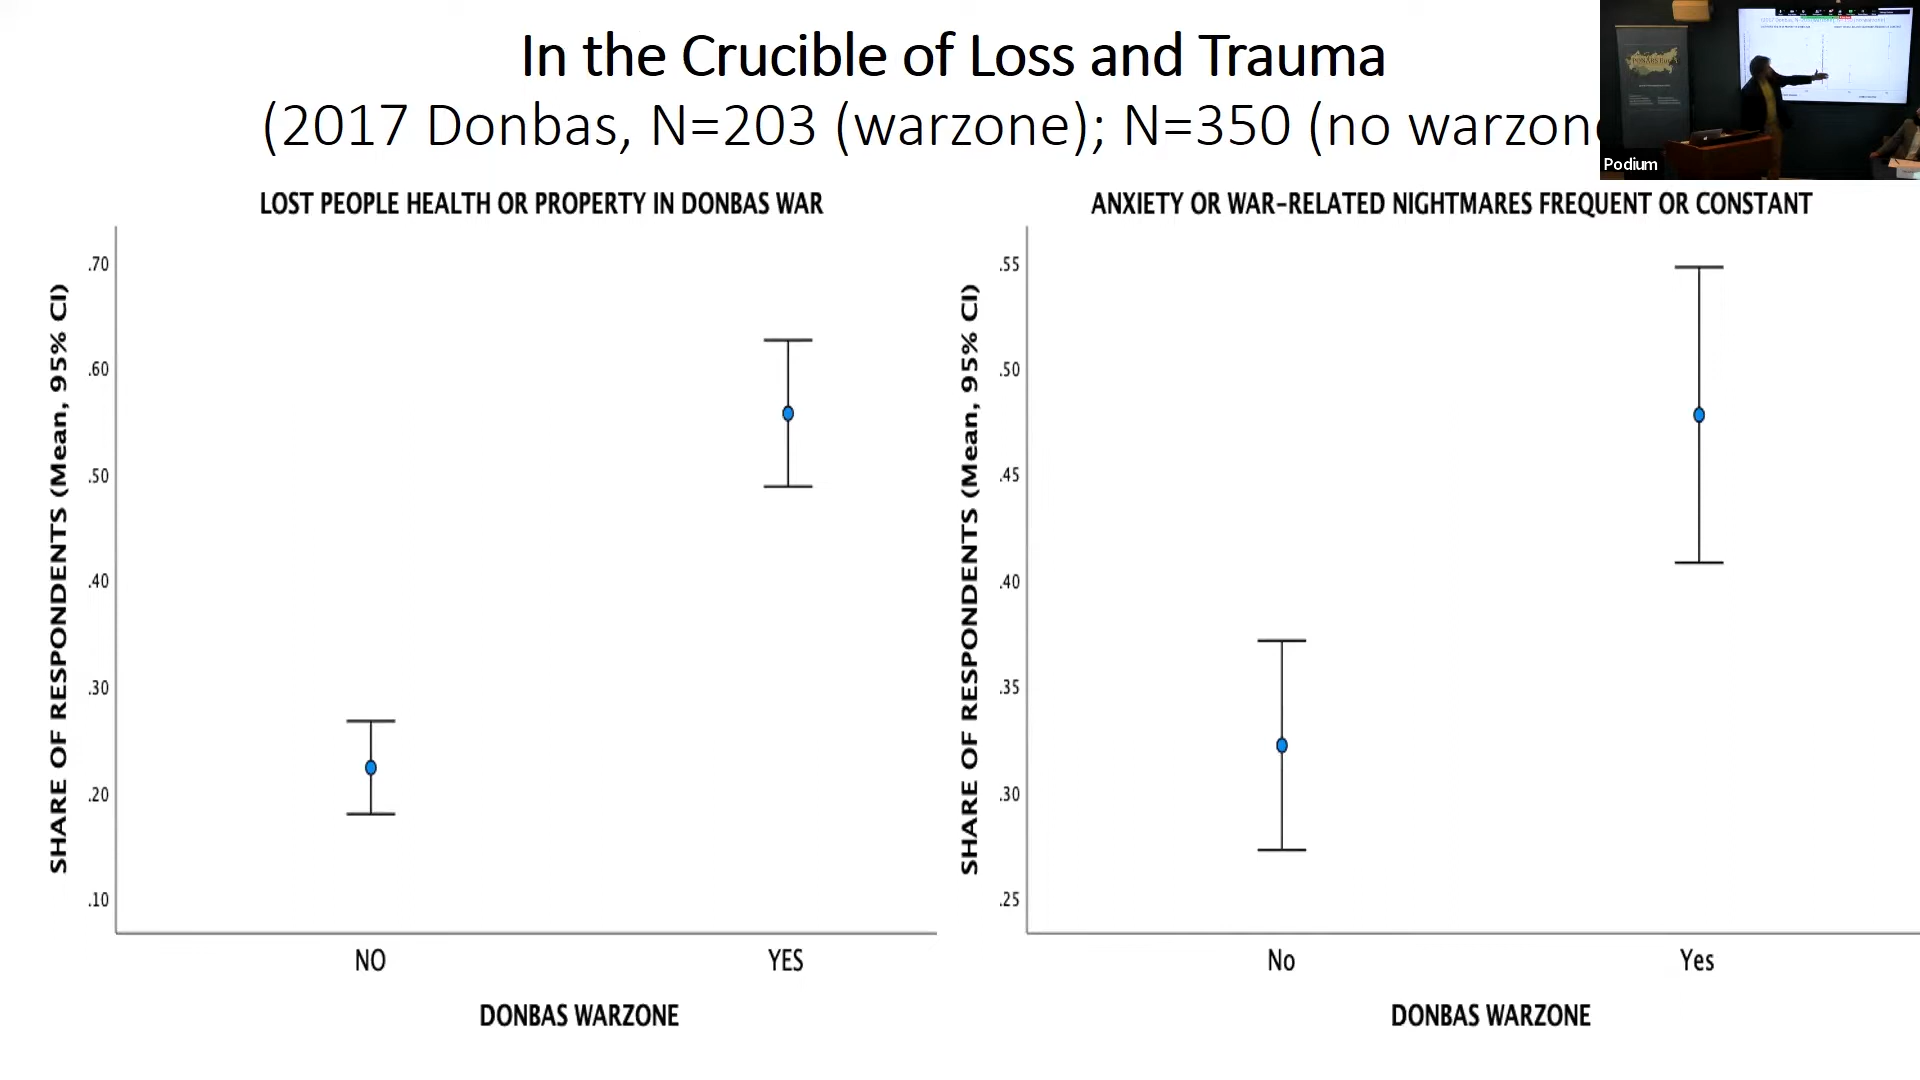 In the Crucible of Loss and Trauma
(2017 Donbas, N=203 (warzone); N=350 (no warzon
Podium
LOST PEOPLE HEALTH OR PROPERTY IN DONBAS WAR
SHARE OF RESPONDENTS (Mean, 95% CI)
.70
.60
.50
.40
.30
.20
.10
NO
YES
DONBAS WARZONE
ANXIETY OR WAR-RELATED NIGHTMARES FREQUENT OR CONSTANT
SHARE OF RESPONDENTS (Mean, 95% CI)
.55
.50
.45
.40
.35
.30
.25
No
Yes
DONBAS WARZONE